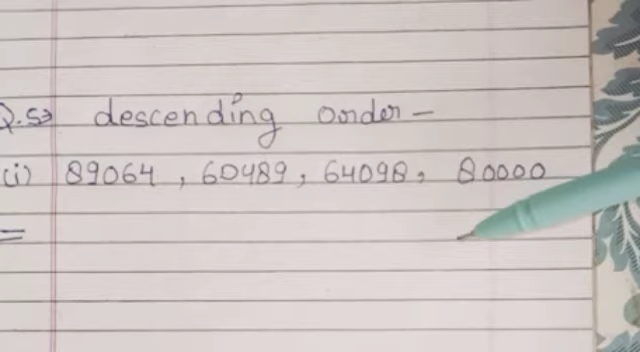 Q.5) descending order -
(i) 89064 , 60489 , 64098 , 80000
=